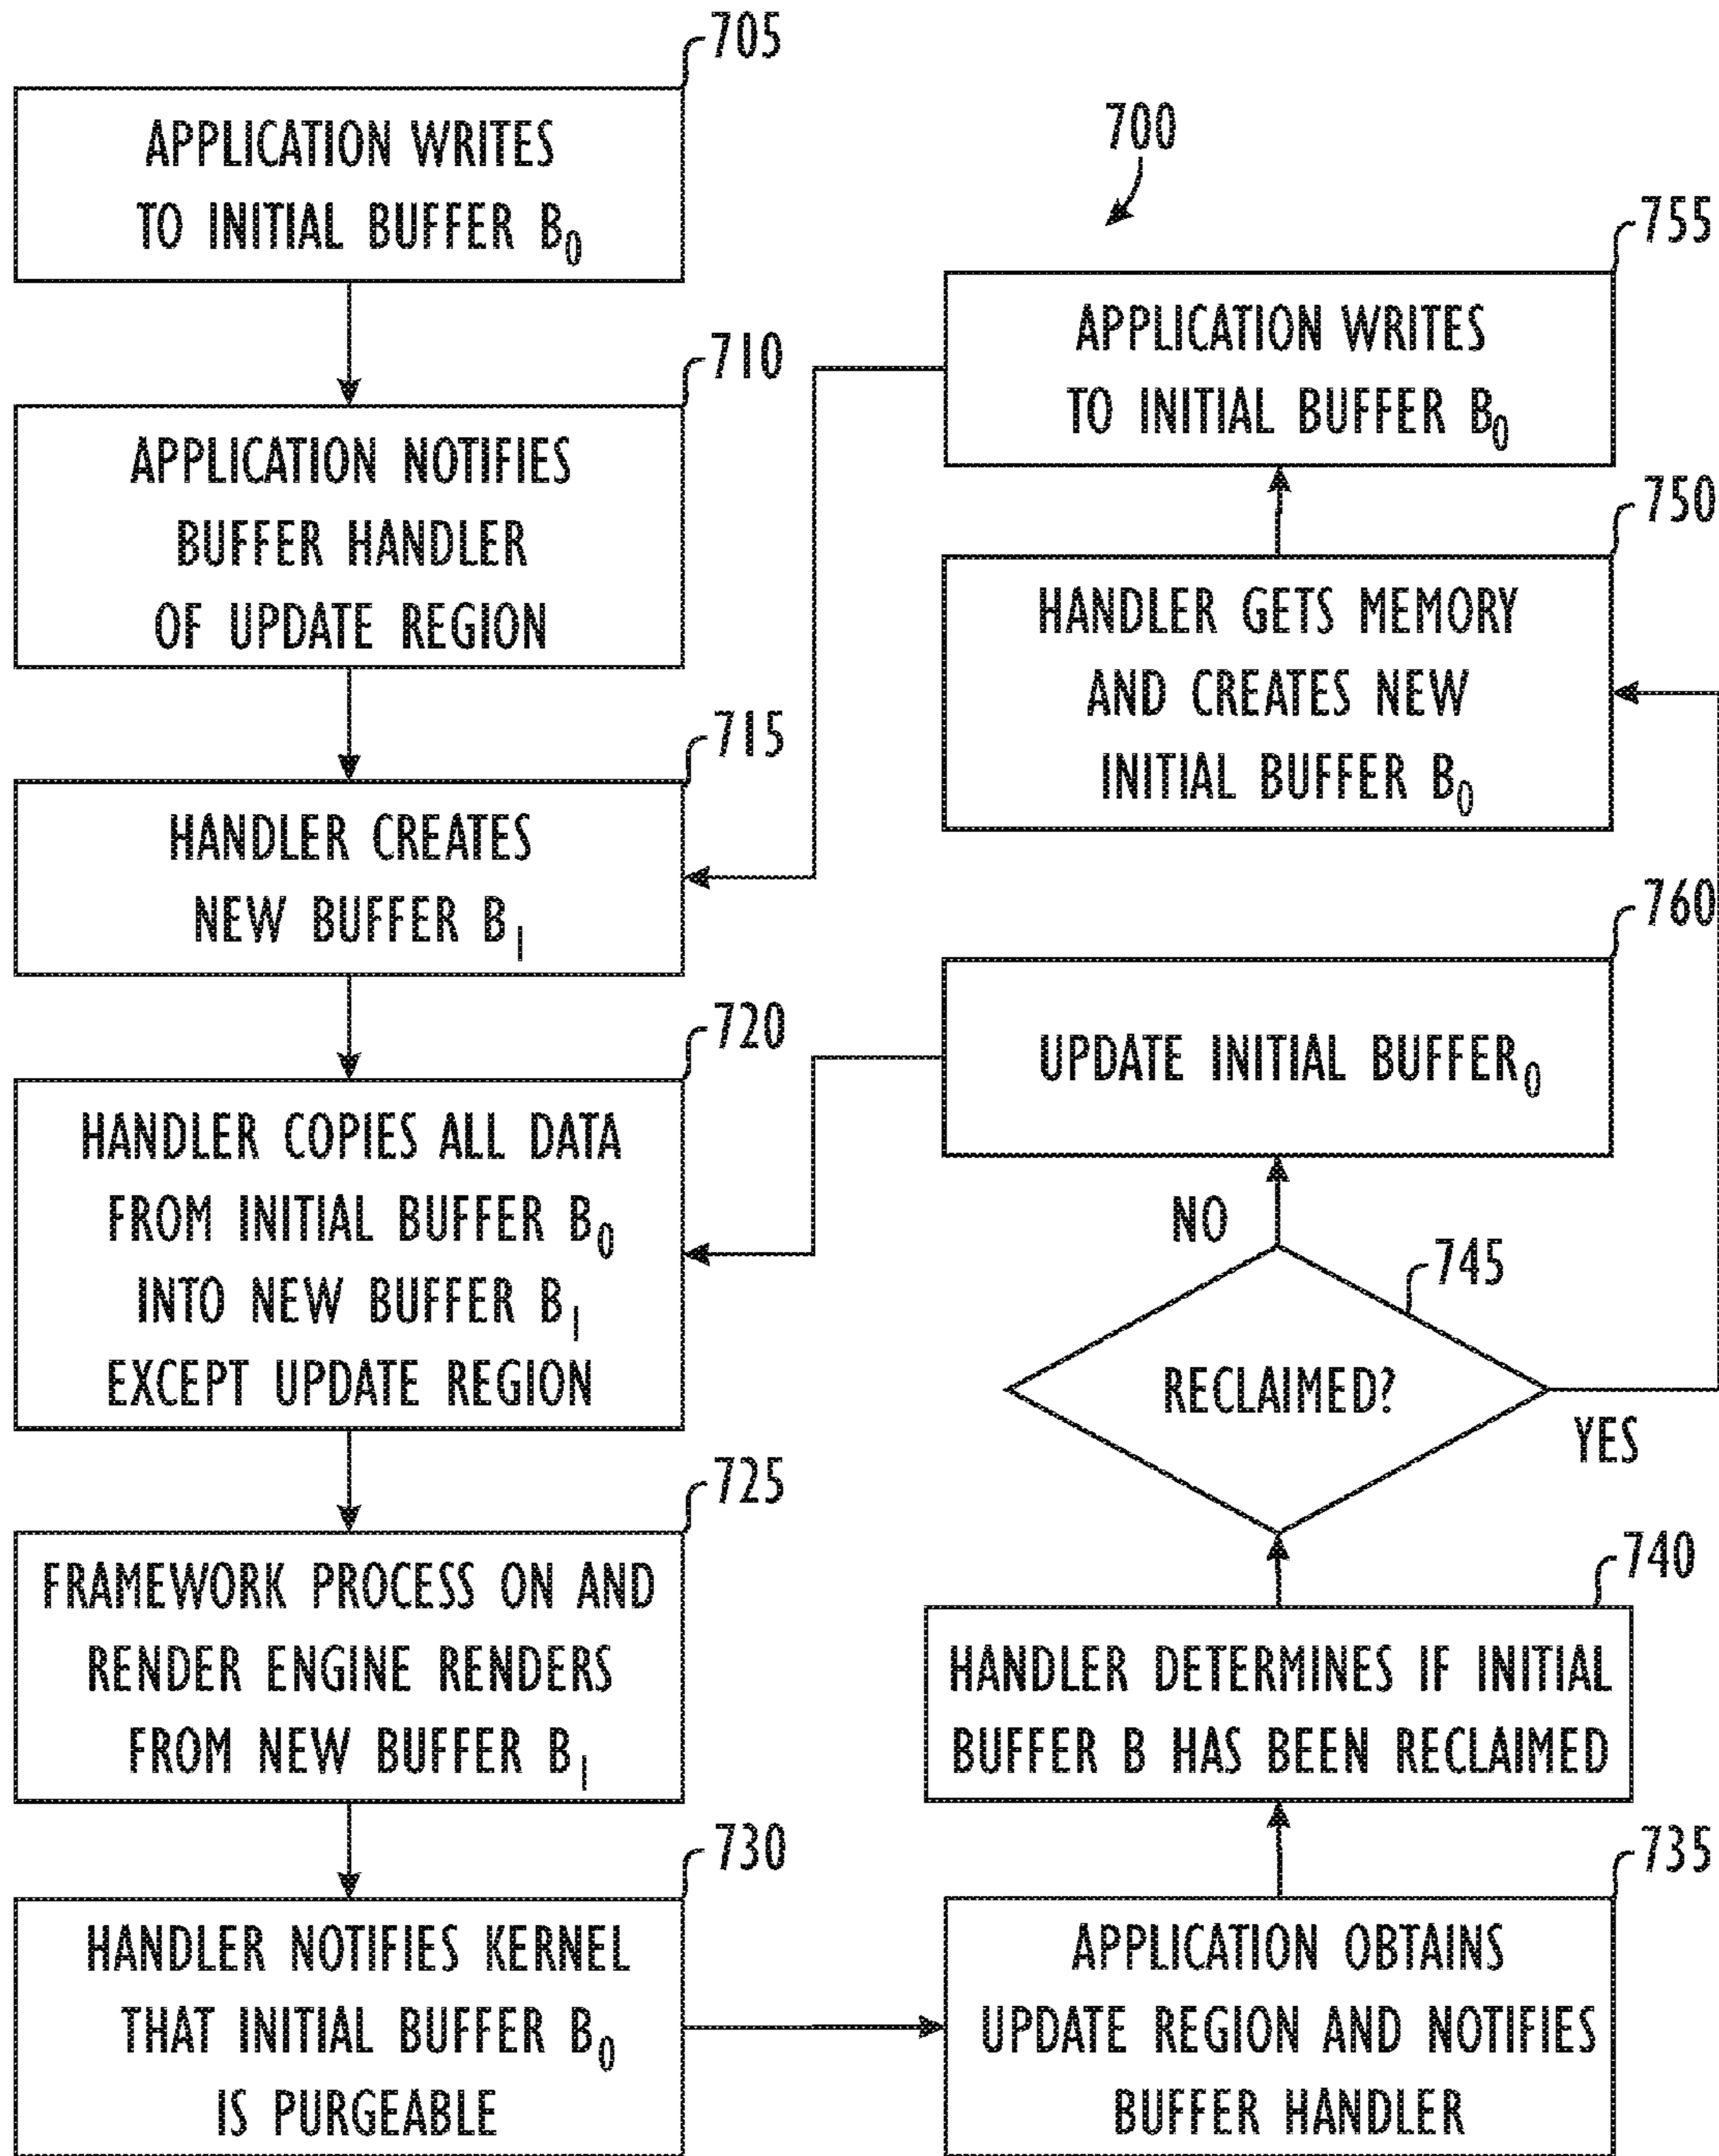 705
APPLICATION WRITES
TO INITIAL BUFFER B₀
710
APPLICATION NOTIFIES
BUFFER HANDLER
OF UPDATE REGION
715
HANDLER CREATES
NEW BUFFER B₁
720
HANDLER COPIES ALL DATA
FROM INITIAL BUFFER B₀
INTO NEW BUFFER B₁
EXCEPT UPDATE REGION
725
FRAMEWORK PROCESS ON AND
RENDER ENGINE RENDERS
FROM NEW BUFFER B₁
730
HANDLER NOTIFIES KERNEL
THAT INITIAL BUFFER B₀
IS PURGEABLE
700
755
APPLICATION WRITES
TO INITIAL BUFFER B₀
750
HANDLER GETS MEMORY
AND CREATES NEW
INITIAL BUFFER B₀
760
UPDATE INITIAL BUFFER₀
NO
745
RECLAIMED?
YES
740
HANDLER DETERMINES IF INITIAL
BUFFER B HAS BEEN RECLAIMED
735
APPLICATION OBTAINS
UPDATE REGION AND NOTIFIES
BUFFER HANDLER